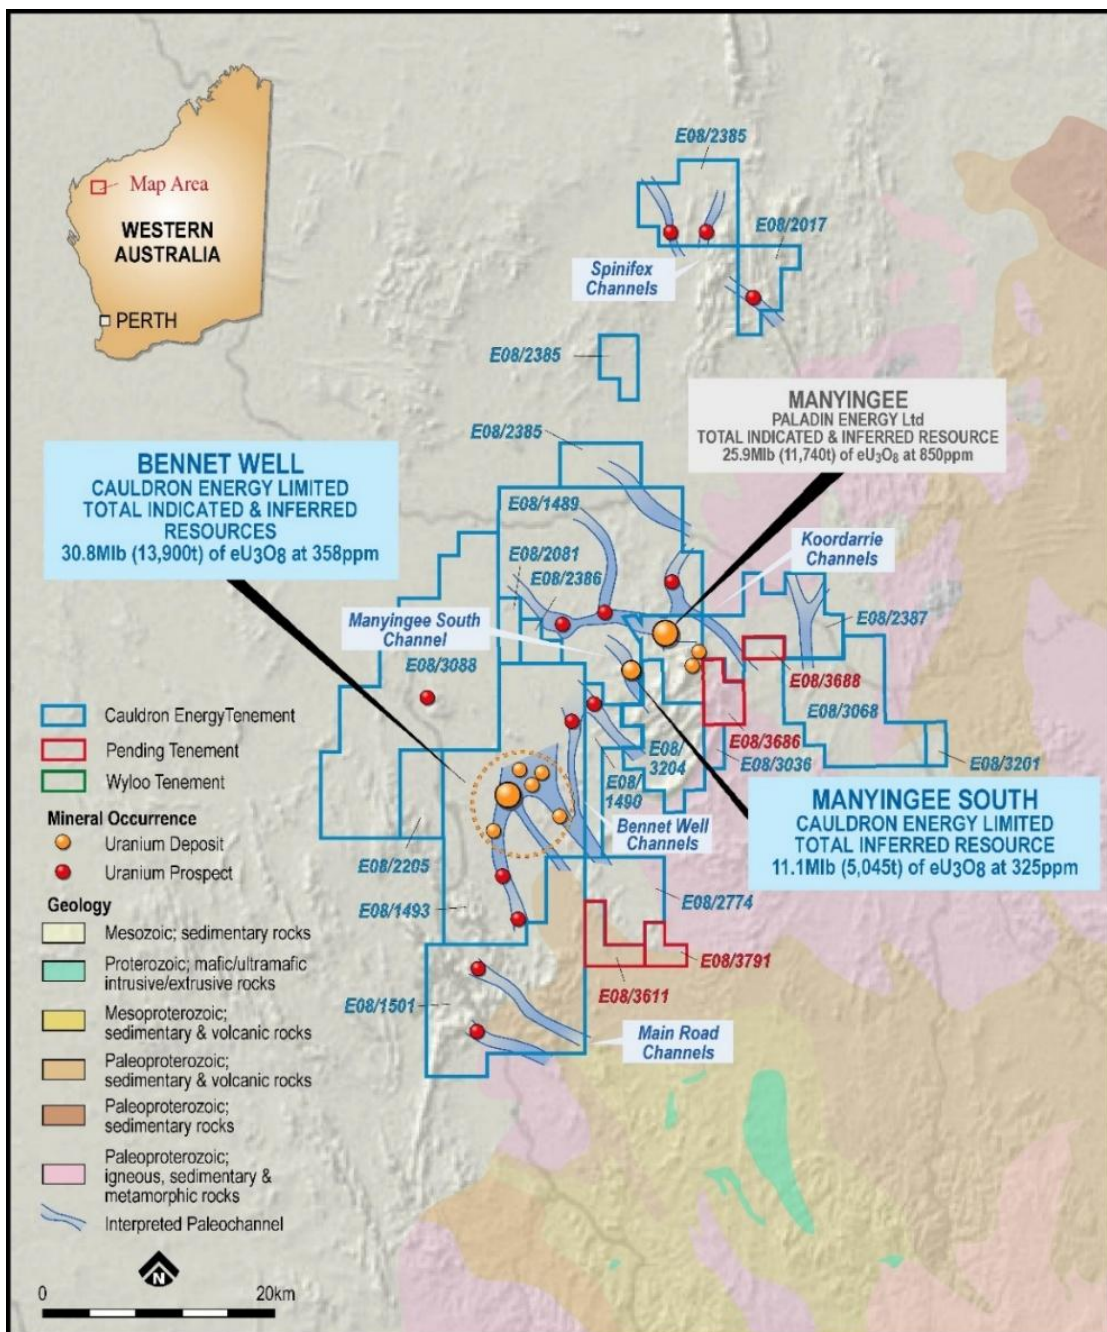 E08/2385
Map Area
WESTERN
AUSTRALIA
PERTH
E08/2017
Spinifex
Channels
E08/2385
MANYINGEE
PALADIN ENERGY Ltd
TOTAL INDICATED & INFERRED RESOURCE
25.9Mlb (11,740t) of eU3O8 at 850ppm
E08/2385
BENNET WELL
CAULDRON ENERGY LIMITED
TOTAL INDICATED & INFERRED
RESOURCES
30.8Mlb (13,900t) of eU3O8 at 358ppm
E08/1489
E08/2081
E08/2386
Koordarrie
Channels
Manyingee South
Channel
E08/2387
E08/3088
E08/3688
E08/3068
E08/3686
E08/3036
E08/3201
E08/
3204
E08/
1490
Cauldron EnergyTenement
Pending Tenement
Wyloo Tenement
Mineral Occurrence
Uranium Deposit
Uranium Prospect
MANYINGEE SOUTH
CAULDRON ENERGY LIMITED
TOTAL INFERRED RESOURCE
11.1Mlb (5,045t) of eU3O8 at 325ppm
Bennet Well
Channels
E08/2205
E08/1493
E08/2774
E08/3791
E08/3611
E08/1501
Main Road
Channels
Geology
Mesozoic; sedimentary rocks
Proterozoic; mafic/ultramafic
intrusive/extrusive rocks
Mesoproterozoic;
sedimentary & volcanic rocks
Paleoproterozoic;
sedimentary & volcanic rocks
Paleoproterozoic;
sedimentary rocks
Paleoproterozoic;
igneous, sedimentary &
metamorphic rocks
Interpreted Paleochannel
N
0 20km